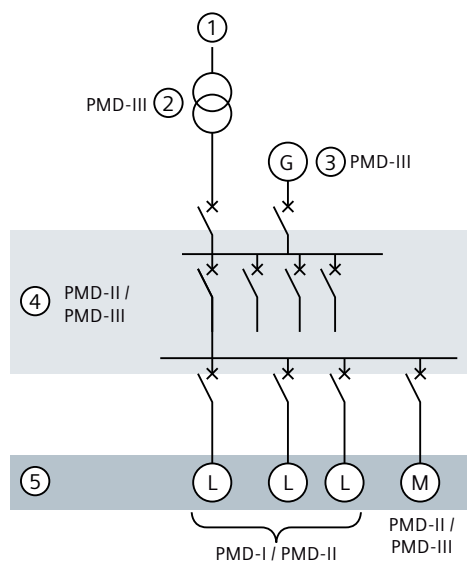 1
PMD-III 2
G 3 PMD-III
4 PMD-II /
PMD-III
5 L L L M
PMD-I / PMD-II
PMD-II /
PMD-III